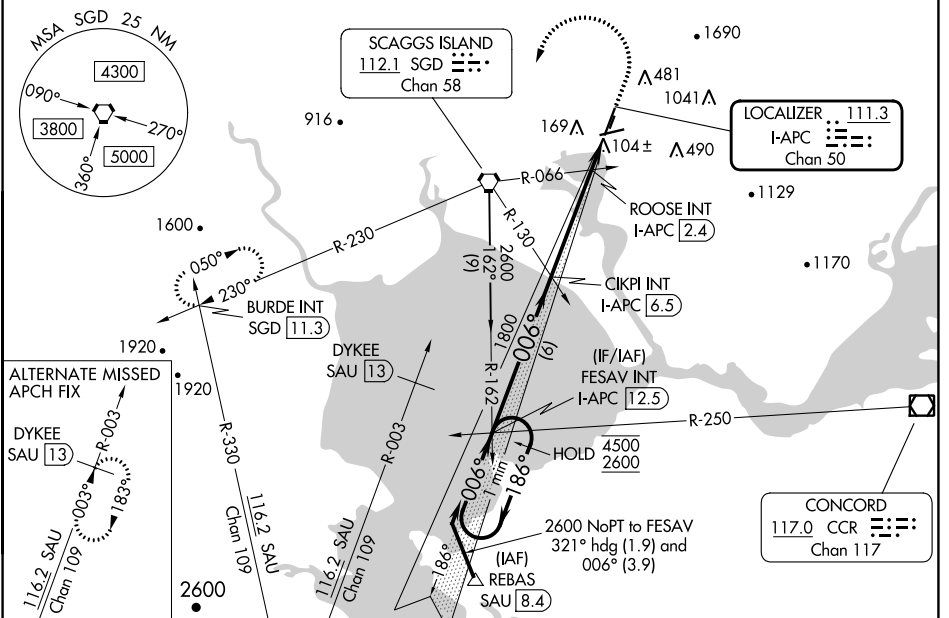 MSA SGD 25 NM
4300
090°
3800
270°
5000
360°
SCAGGS ISLAND
112.1 SGD
Chan 58
1690
481
1041
916
169
104±
490
LOCALIZER 111.3
I-APC
Chan 50
R-066
1129
ROOSE INT
I-APC 2.4
R-130
R-230
1600
2600
162°
(9)
1170
050°
230°
CIKPI INT
I-APC 6.5
BURDE INT
SGD 11.3
1800
006°
(6)
DYKEE
SAU 13
(IF/IAF)
FESAV INT
I-APC 12.5
1920
1920
R-162
R-250
ALTERNATE MISSED
APCH FIX
DYKEE
SAU 13
R-003
003°
183°
116.2 SAU
Chan 109
R-330
116.2 SAU
Chan 109
R-003
116.2 SAU
Chan 109
HOLD 4500
2600
006°
1 min
186°
186°
2600 NoPT to FESAV
321° hdg (1.9) and
006° (3.9)
(IAF)
REBAS
SAU 8.4
CONCORD
117.0 CCR
Chan 117
2600